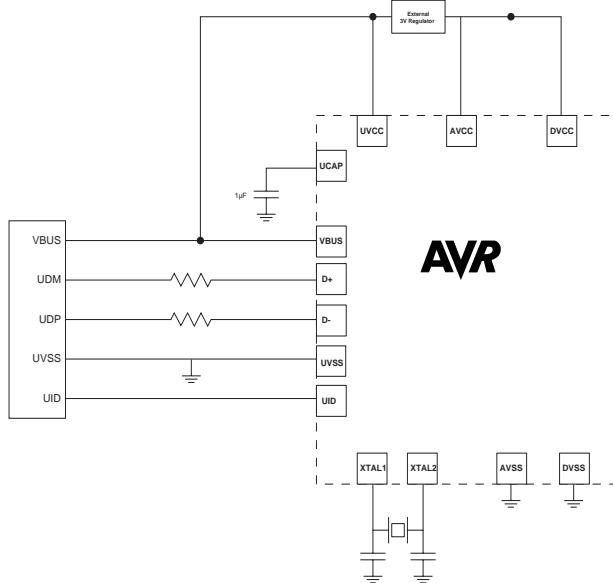 External
3V Regulator
UVCC
AVCC
DVCC
UCAP
1µF
VBUS
VBUS
UDM
D+
UDP
D-
UVSS
UVSS
UID
UID
AVR
XTAL1
XTAL2
AVSS
DVSS